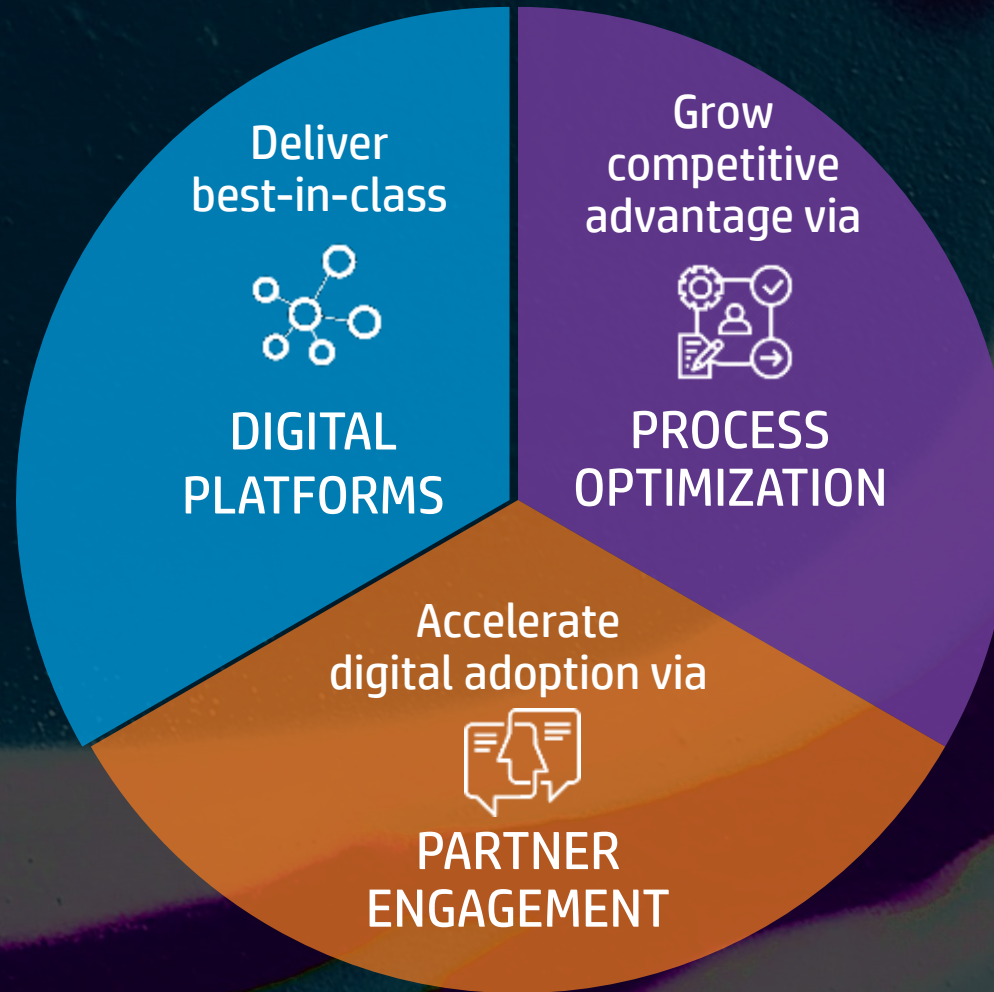 Deliver
best-in-class
DIGITAL
PLATFORMS
Grow
competitive
advantage via
PROCESS
OPTIMIZATION
Accelerate
digital adoption via
PARTNER
ENGAGEMENT